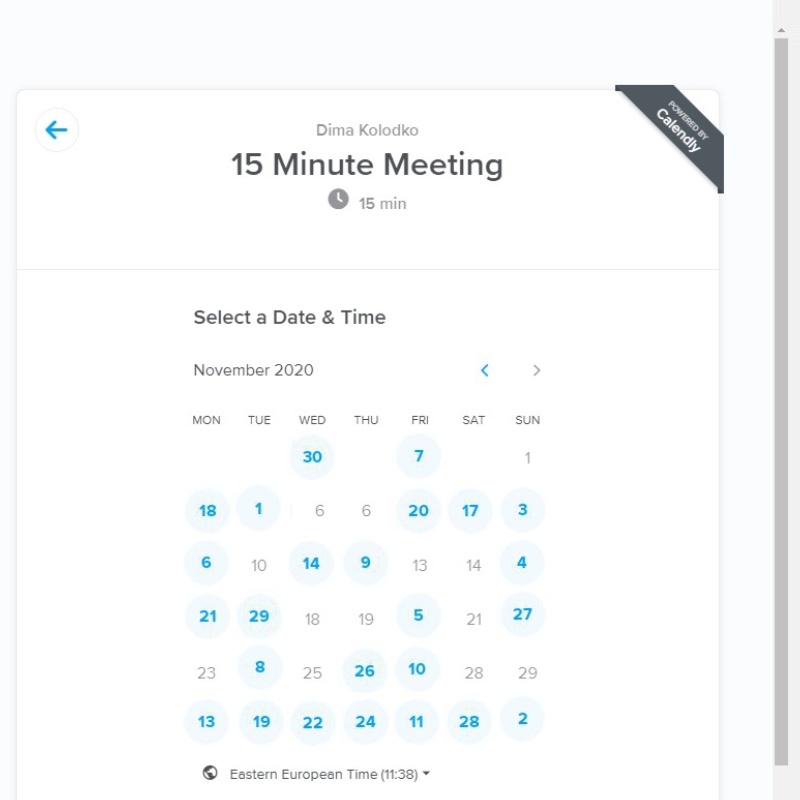 POWERED BY
Calendly
Dima Kolodko
15 Minute Meeting
15 min
Select a Date & Time
November 2020
MON TUE WED THU FRI SAT SUN
30 7 1
18 1 6 6 20 17 3
6 10 14 9 13 14 4
21 29 18 19 5 21 27
23 8 25 26 10 28 29
13 19 22 24 11 28 2
Eastern European Time (11:38)